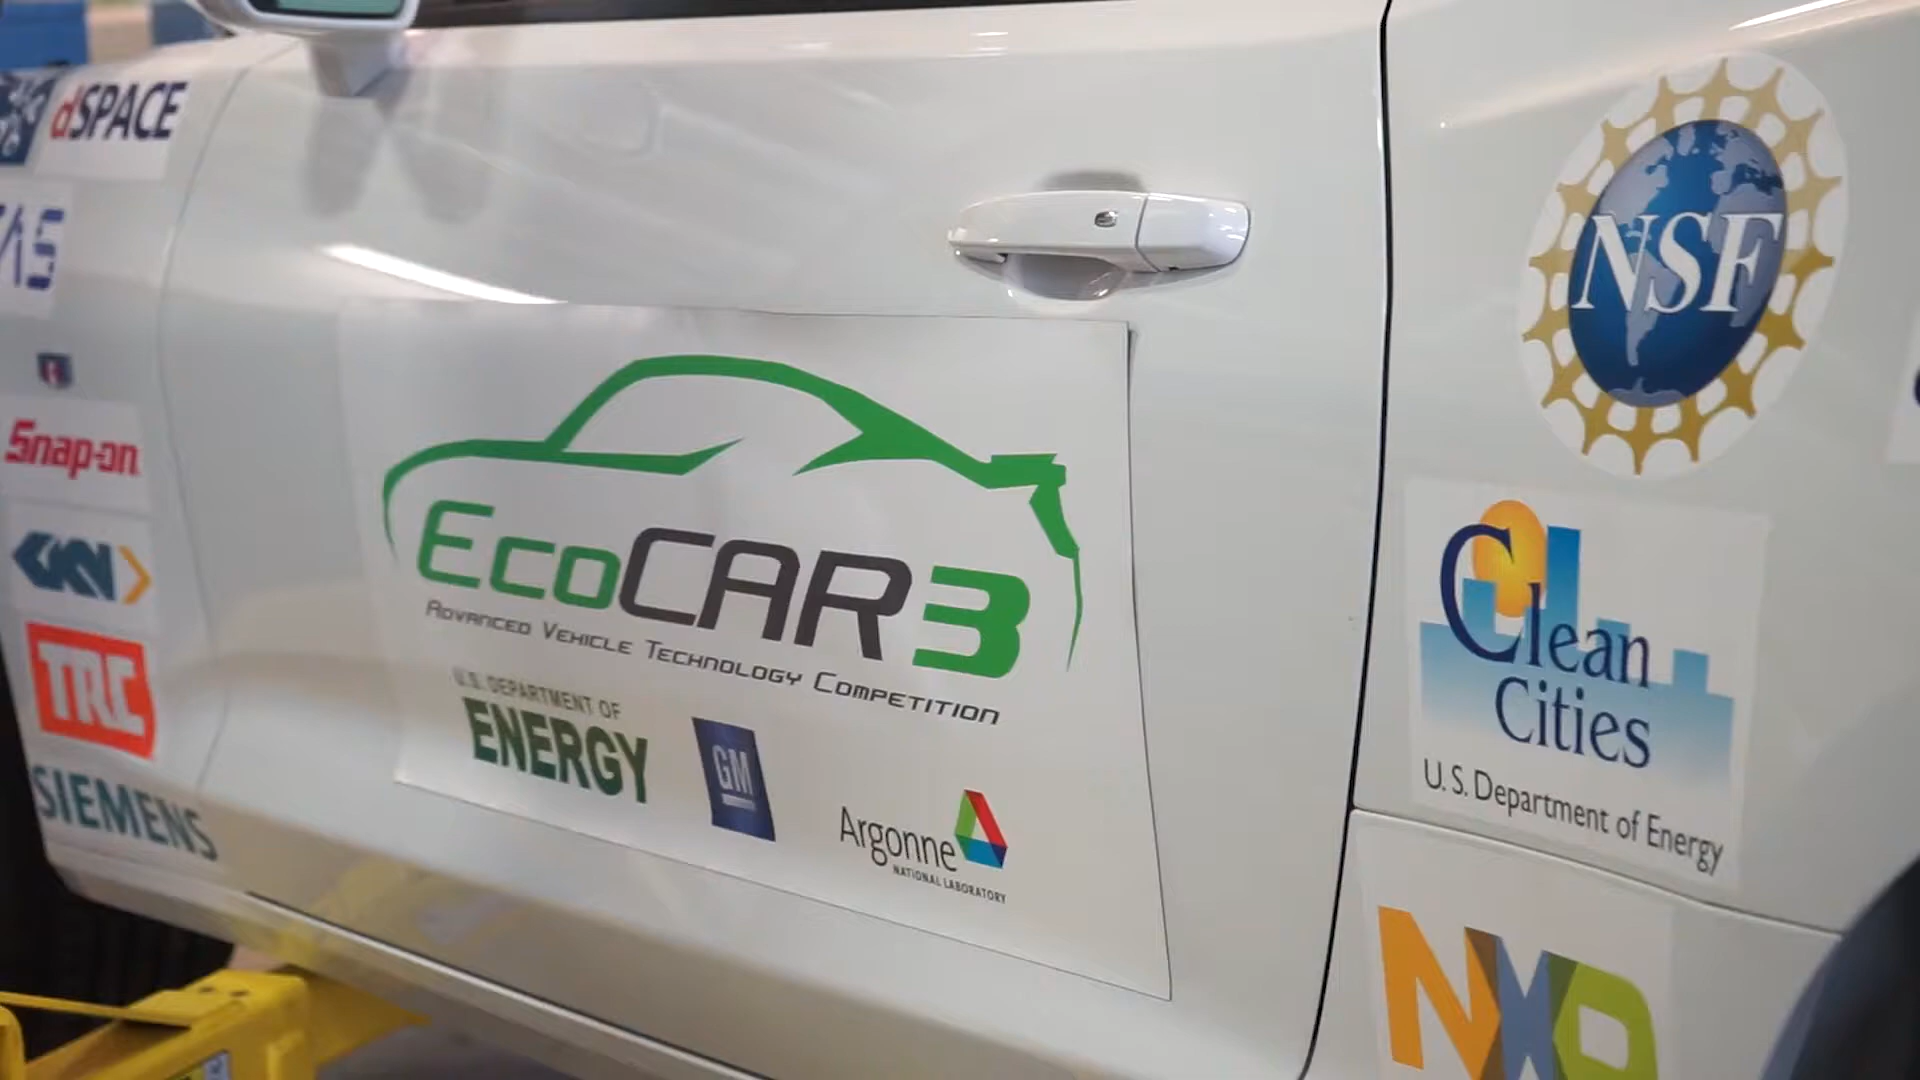 dSPACE
Snap-on
GKN
TRC
SIEMENS
EcoCAR3
ADVANCED VEHICLE TECHNOLOGY COMPETITION
U.S. DEPARTMENT OF
ENERGY
GM
Argonne
NATIONAL LABORATORY
NSF
Clean
Cities
U.S. Department of Energy
NXP